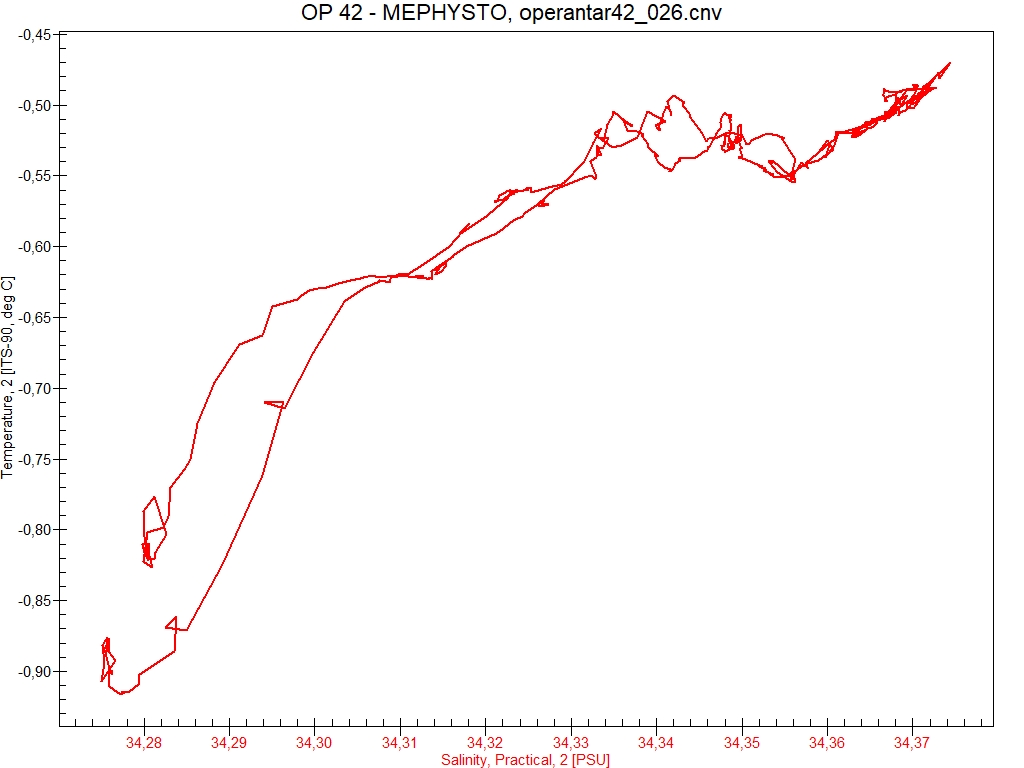 OP 42 - MEPHYSTO, operantar42_026.cnv
-0,45
-0,50
-0,55
-0,60
-0,65
-0,70
-0,75
-0,80
-0,85
-0,90
Temperature, 2 [ITS-90, deg C]
34,28 34,29 34,30 34,31 34,32 34,33 34,34 34,35 34,36 34,37
Salinity, Practical, 2 [PSU]